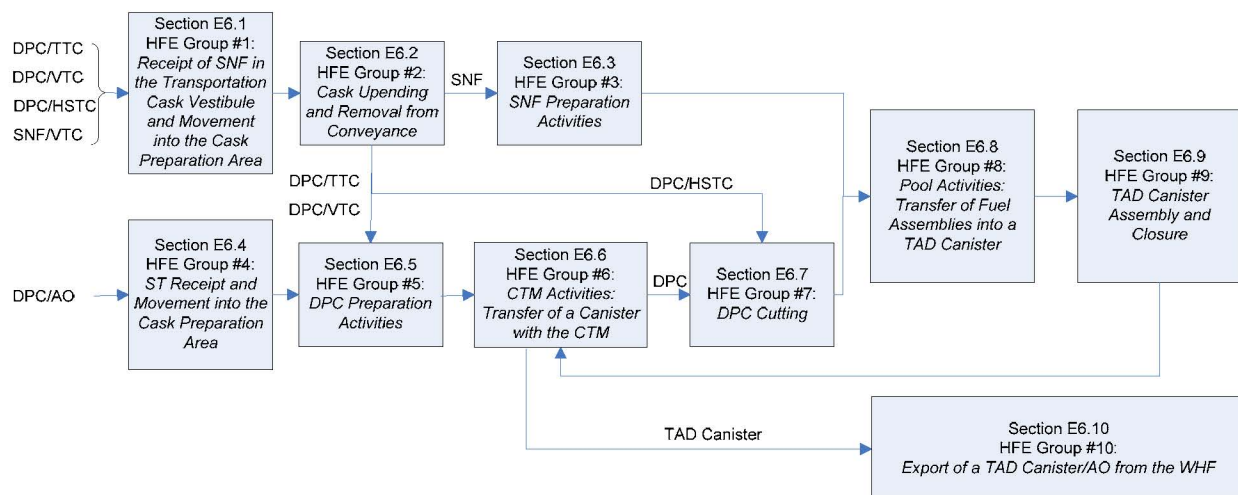 DPC/TTC
DPC/VTC
DPC/HSTC
SNF/VTC
Section E6.1
HFE Group #1:
Receipt of SNF in
the Transportation
Cask Vestibule
and Movement
into the Cask
Preparation Area
Section E6.2
HFE Group #2:
Cask Upending
and Removal from
Conveyance
SNF
Section E6.3
HFE Group #3:
SNF Preparation
Activities
DPC/TTC
DPC/VTC
DPC/HSTC
DPC/AO
Section E6.4
HFE Group #4:
ST Receipt and
Movement into the
Cask Preparation
Area
Section E6.5
HFE Group #5:
DPC Preparation
Activities
Section E6.6
HFE Group #6:
CTM Activities:
Transfer of a Canister
with the CTM
DPC
Section E6.7
HFE Group #7:
DPC Cutting
Section E6.8
HFE Group #8:
Pool Activities:
Transfer of Fuel
Assemblies into a
TAD Canister
Section E6.9
HFE Group #9:
TAD Canister
Assembly and
Closure
TAD Canister
Section E6.10
HFE Group #10:
Export of a TAD Canister/AO from the WHF